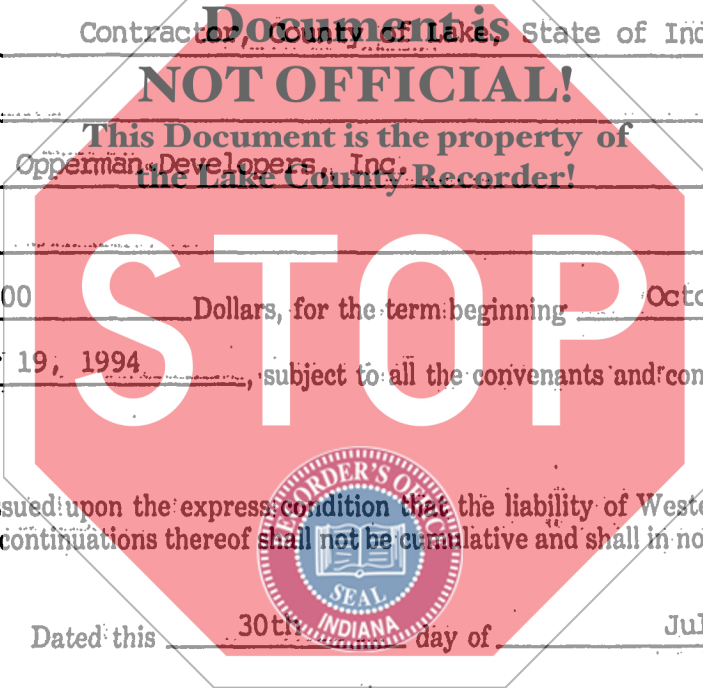 Document is
Contractor, County of Lake, State of Ind
NOT OFFICIAL!
This Document is the property of
Opperman Developers, Inc.
the Lake County Recorder!
STOP
00 Dollars, for the term beginning Octo
19, 1994, subject to all the convenants and con
ssued upon the express condition that the liability of Weste
continuations thereof shall not be cumulative and shall in no
RECORDER'S OFFICE
SEAL
INDIANA
Dated this 30th day of Jul